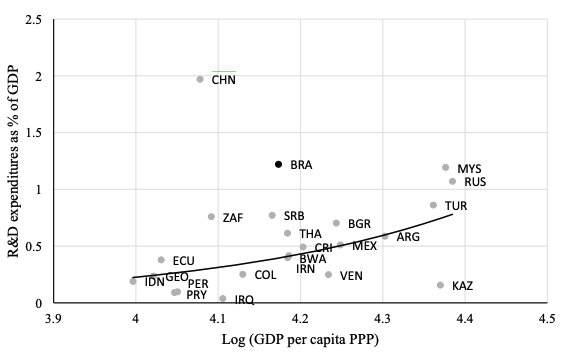 R&D expenditures as % of GDP
2.5
2
1.5
1
0.5
0
CHN
BRA
MYS
RUS
TUR
ZAF
SRB
BGR
THA
ARG
CRI
MEX
BWA
IRN
ECU
GEO
IDN
COL
VEN
PER
PRY
IRQ
KAZ
3.9
4
4.1
4.2
4.3
4.4
4.5
Log (GDP per capita PPP)